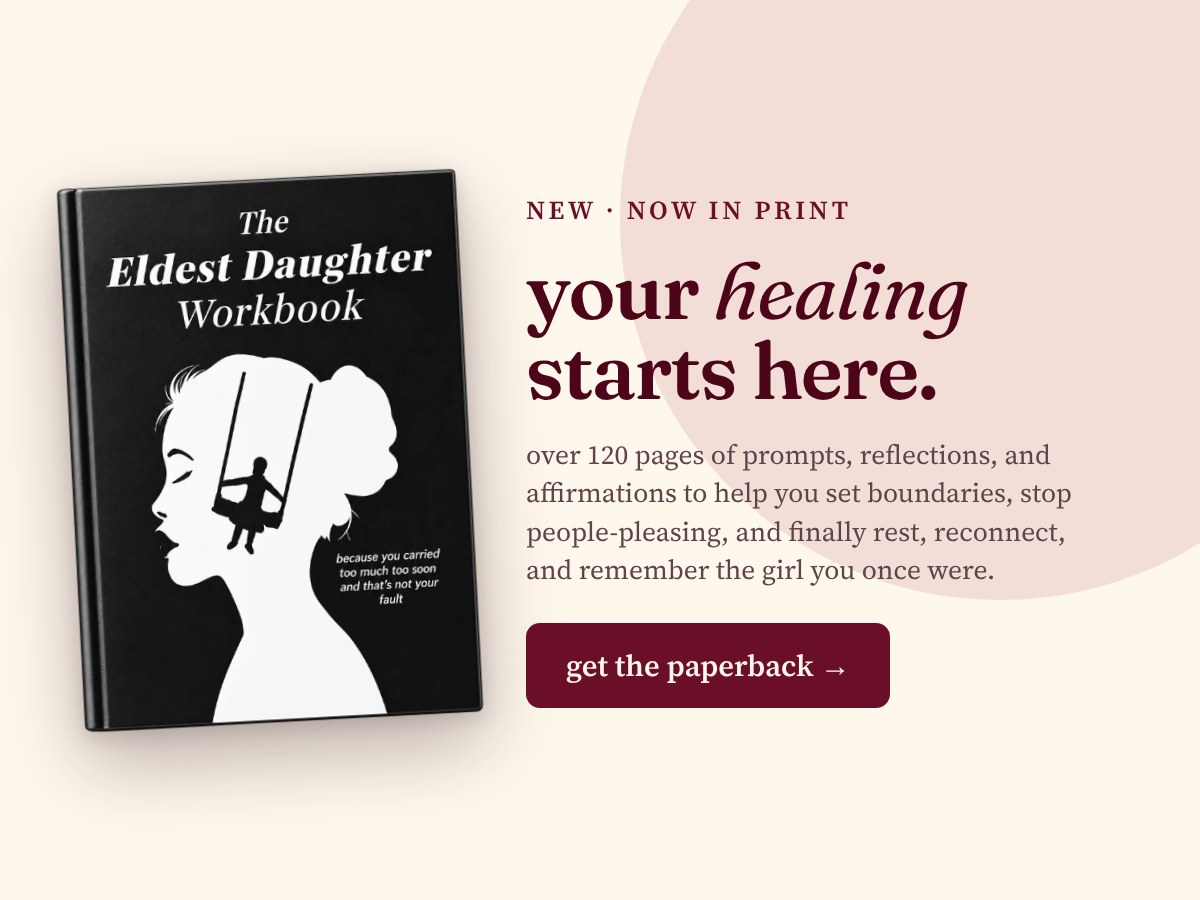 The
Eldest Daughter
Workbook
because you carried
too much too soon
and that's not your
fault
NEW · NOW IN PRINT
your healing
starts here.
over 120 pages of prompts, reflections, and
affirmations to help you set boundaries, stop
people-pleasing, and finally rest, reconnect,
and remember the girl you once were.
get the paperback →